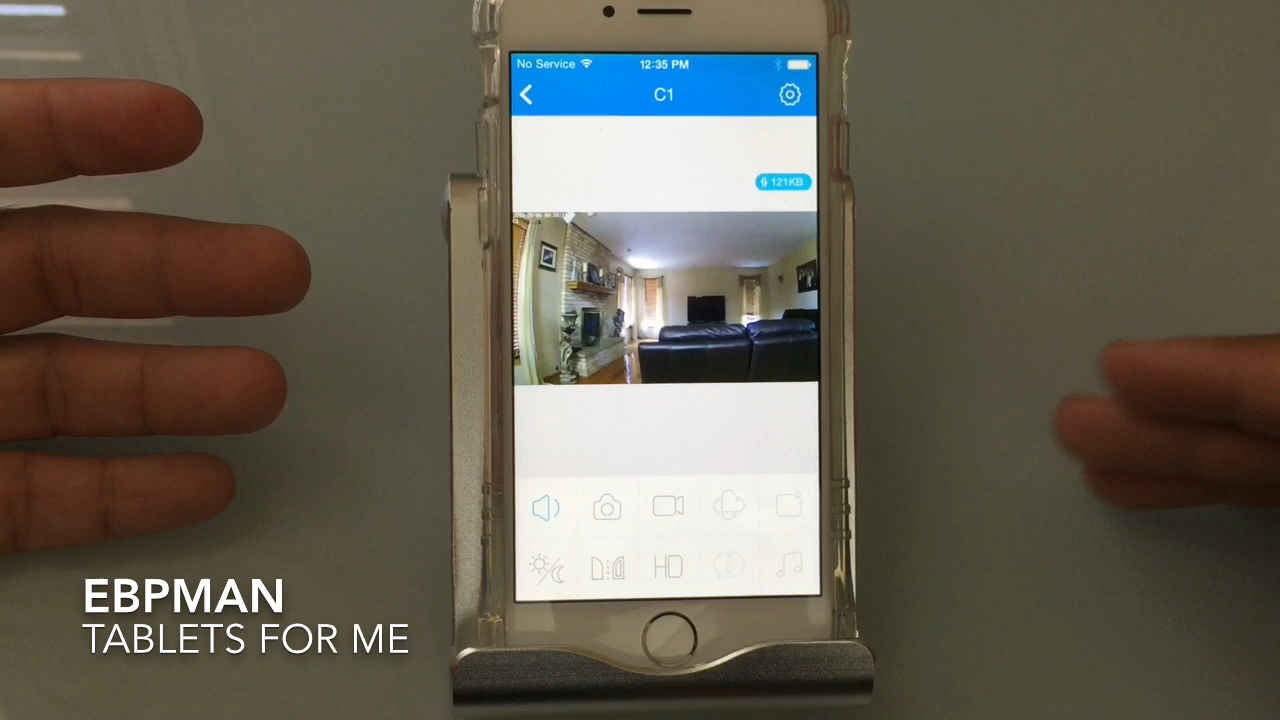 No Service
12:35 PM
C1
121KB
HD
EBPMAN
TABLETS FOR ME